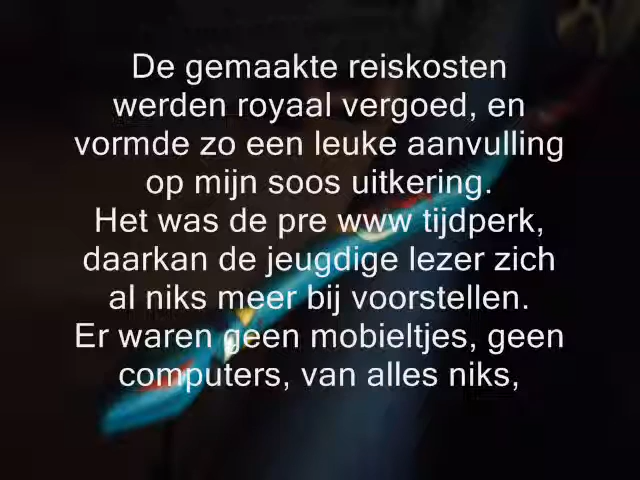 De gemaakte reiskosten
werden royaal vergoed, en
vormde zo een leuke aanvulling
op mijn soos uitkering.
Het was de pre www tijdperk,
daarkan de jeugdige lezer zich
al niks meer bij voorstellen.
Er waren geen mobieltjes, geen
computers, van alles niks,